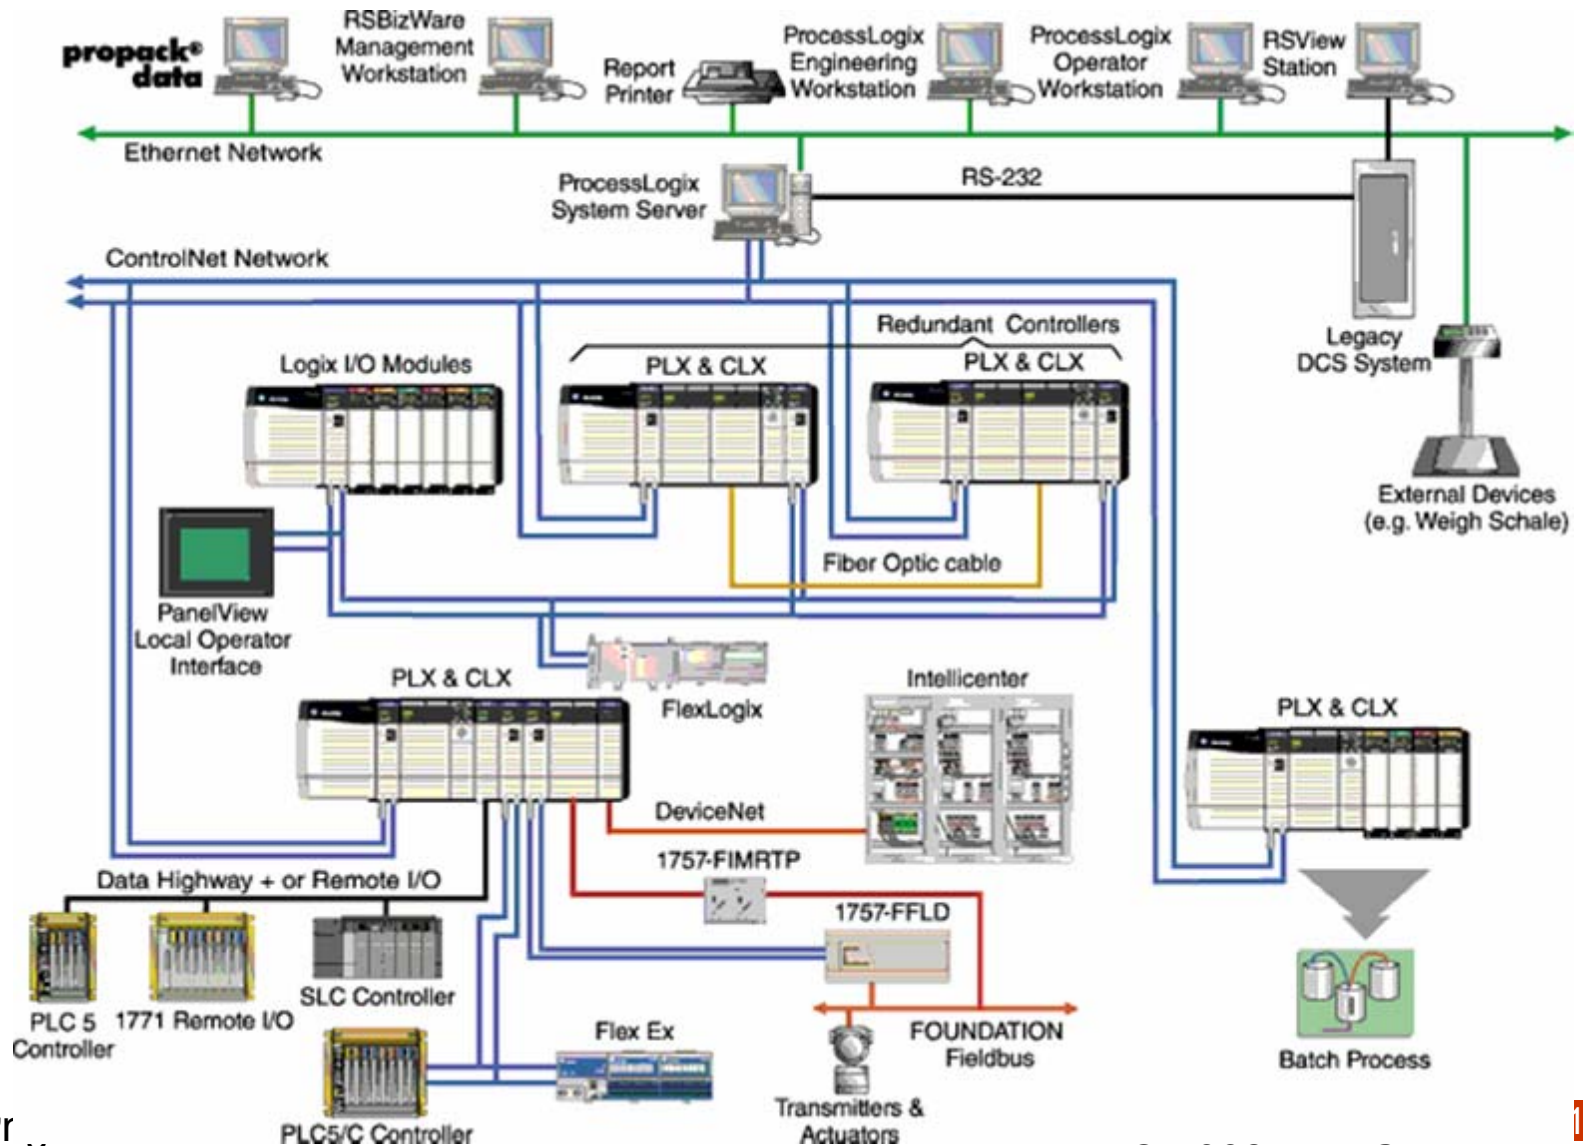 propack®
data
RSBizWare
Management
Workstation
Report
Printer
ProcessLogix
Engineering
Workstation
ProcessLogix
Operator
Workstation
RSView
Station
Ethernet Network
ProcessLogix
System Server
RS-232
ControlNet Network
Legacy
DCS System
Redundant Controllers
Logix I/O Modules
PLX & CLX
PLX & CLX
External Devices
(e.g. Weigh Schale)
Fiber Optic cable
PanelView
Local Operator
Interface
PLX & CLX
FlexLogix
Intellicenter
PLX & CLX
DeviceNet
1757-FIMRTP
Data Highway + or Remote I/O
1757-FFLD
SLC Controller
PLC 5
Controller
1771 Remote I/O
Flex Ex
FOUNDATION
Fieldbus
Batch Process
Transmitters &
Actuators
PLC5/C Controller
1